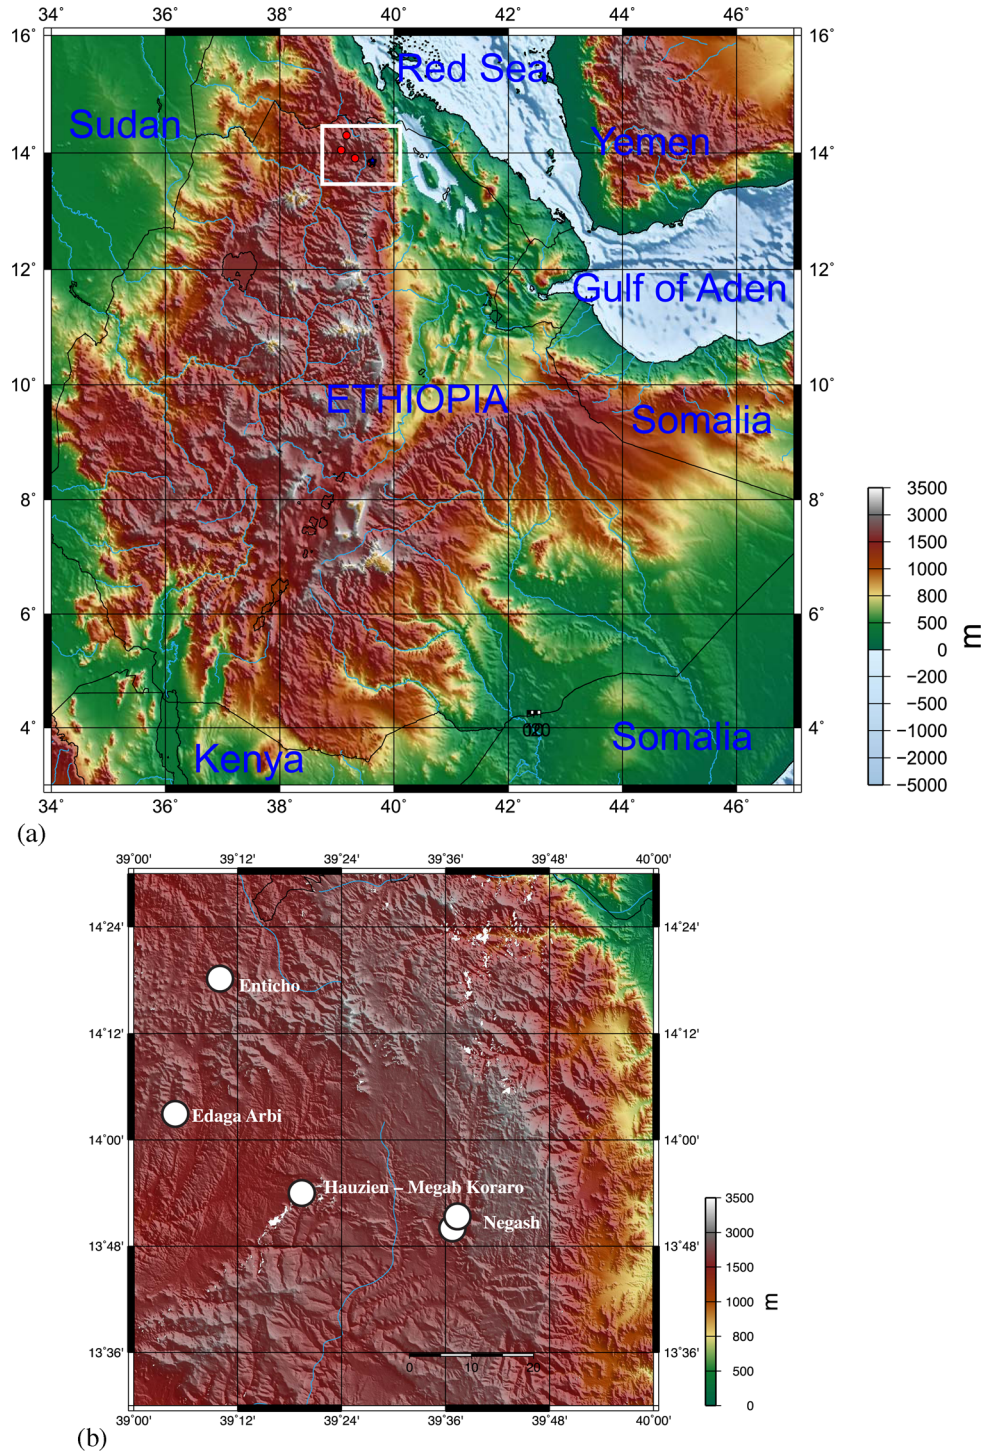 34° 36° 38° 40° 42° 44° 46°
16° 16°
Red Sea
Sudan
Yemen
14° 14°
12° 12°
Gulf of Aden
10° 10°
ETHIOPIA
Somalia
8° 8°
6° 6°
4° 4°
Somalia
Kenya
34° 36° 38° 40° 42° 44° 46°
3500
3000
1500
1000
800
500
0
−200
−500
−1000
−2000
−5000
m
(a)
39°00' 39°12' 39°24' 39°36' 39°48' 40°00'
14°24' 14°24'
Enticho
14°12' 14°12'
Edaga Arbi
14°00' 14°00'
Hauzien – Megab Koraro
Negash
13°48' 13°48'
13°36' 13°36'
0 10 20
39°00' 39°12' 39°24' 39°36' 39°48' 40°00'
3500
3000
1500
1000
800
500
0
m
(b)